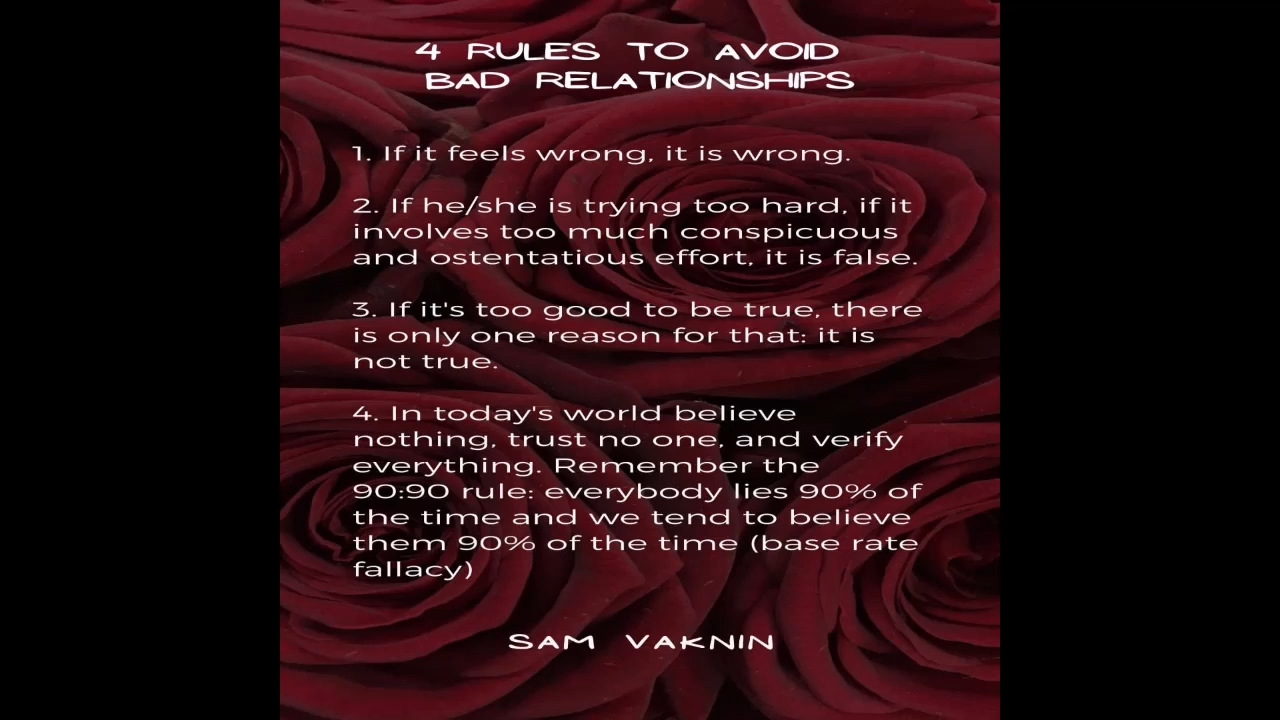 4 RULES TO AVOID
BAD RELATIONSHIPS
1. If it feels wrong, it is wrong.
2. If he/she is trying too hard, if it
involves too much conspicuous
and ostentatious effort, it is false.
3. If it's too good to be true, there
is only one reason for that: it is
not true.
4. In today's world believe
nothing, trust no one, and verify
everything. Remember the
90:90 rule: everybody lies 90% of
the time and we tend to believe
them 90% of the time (base rate
fallacy)
SAM VAKNIN